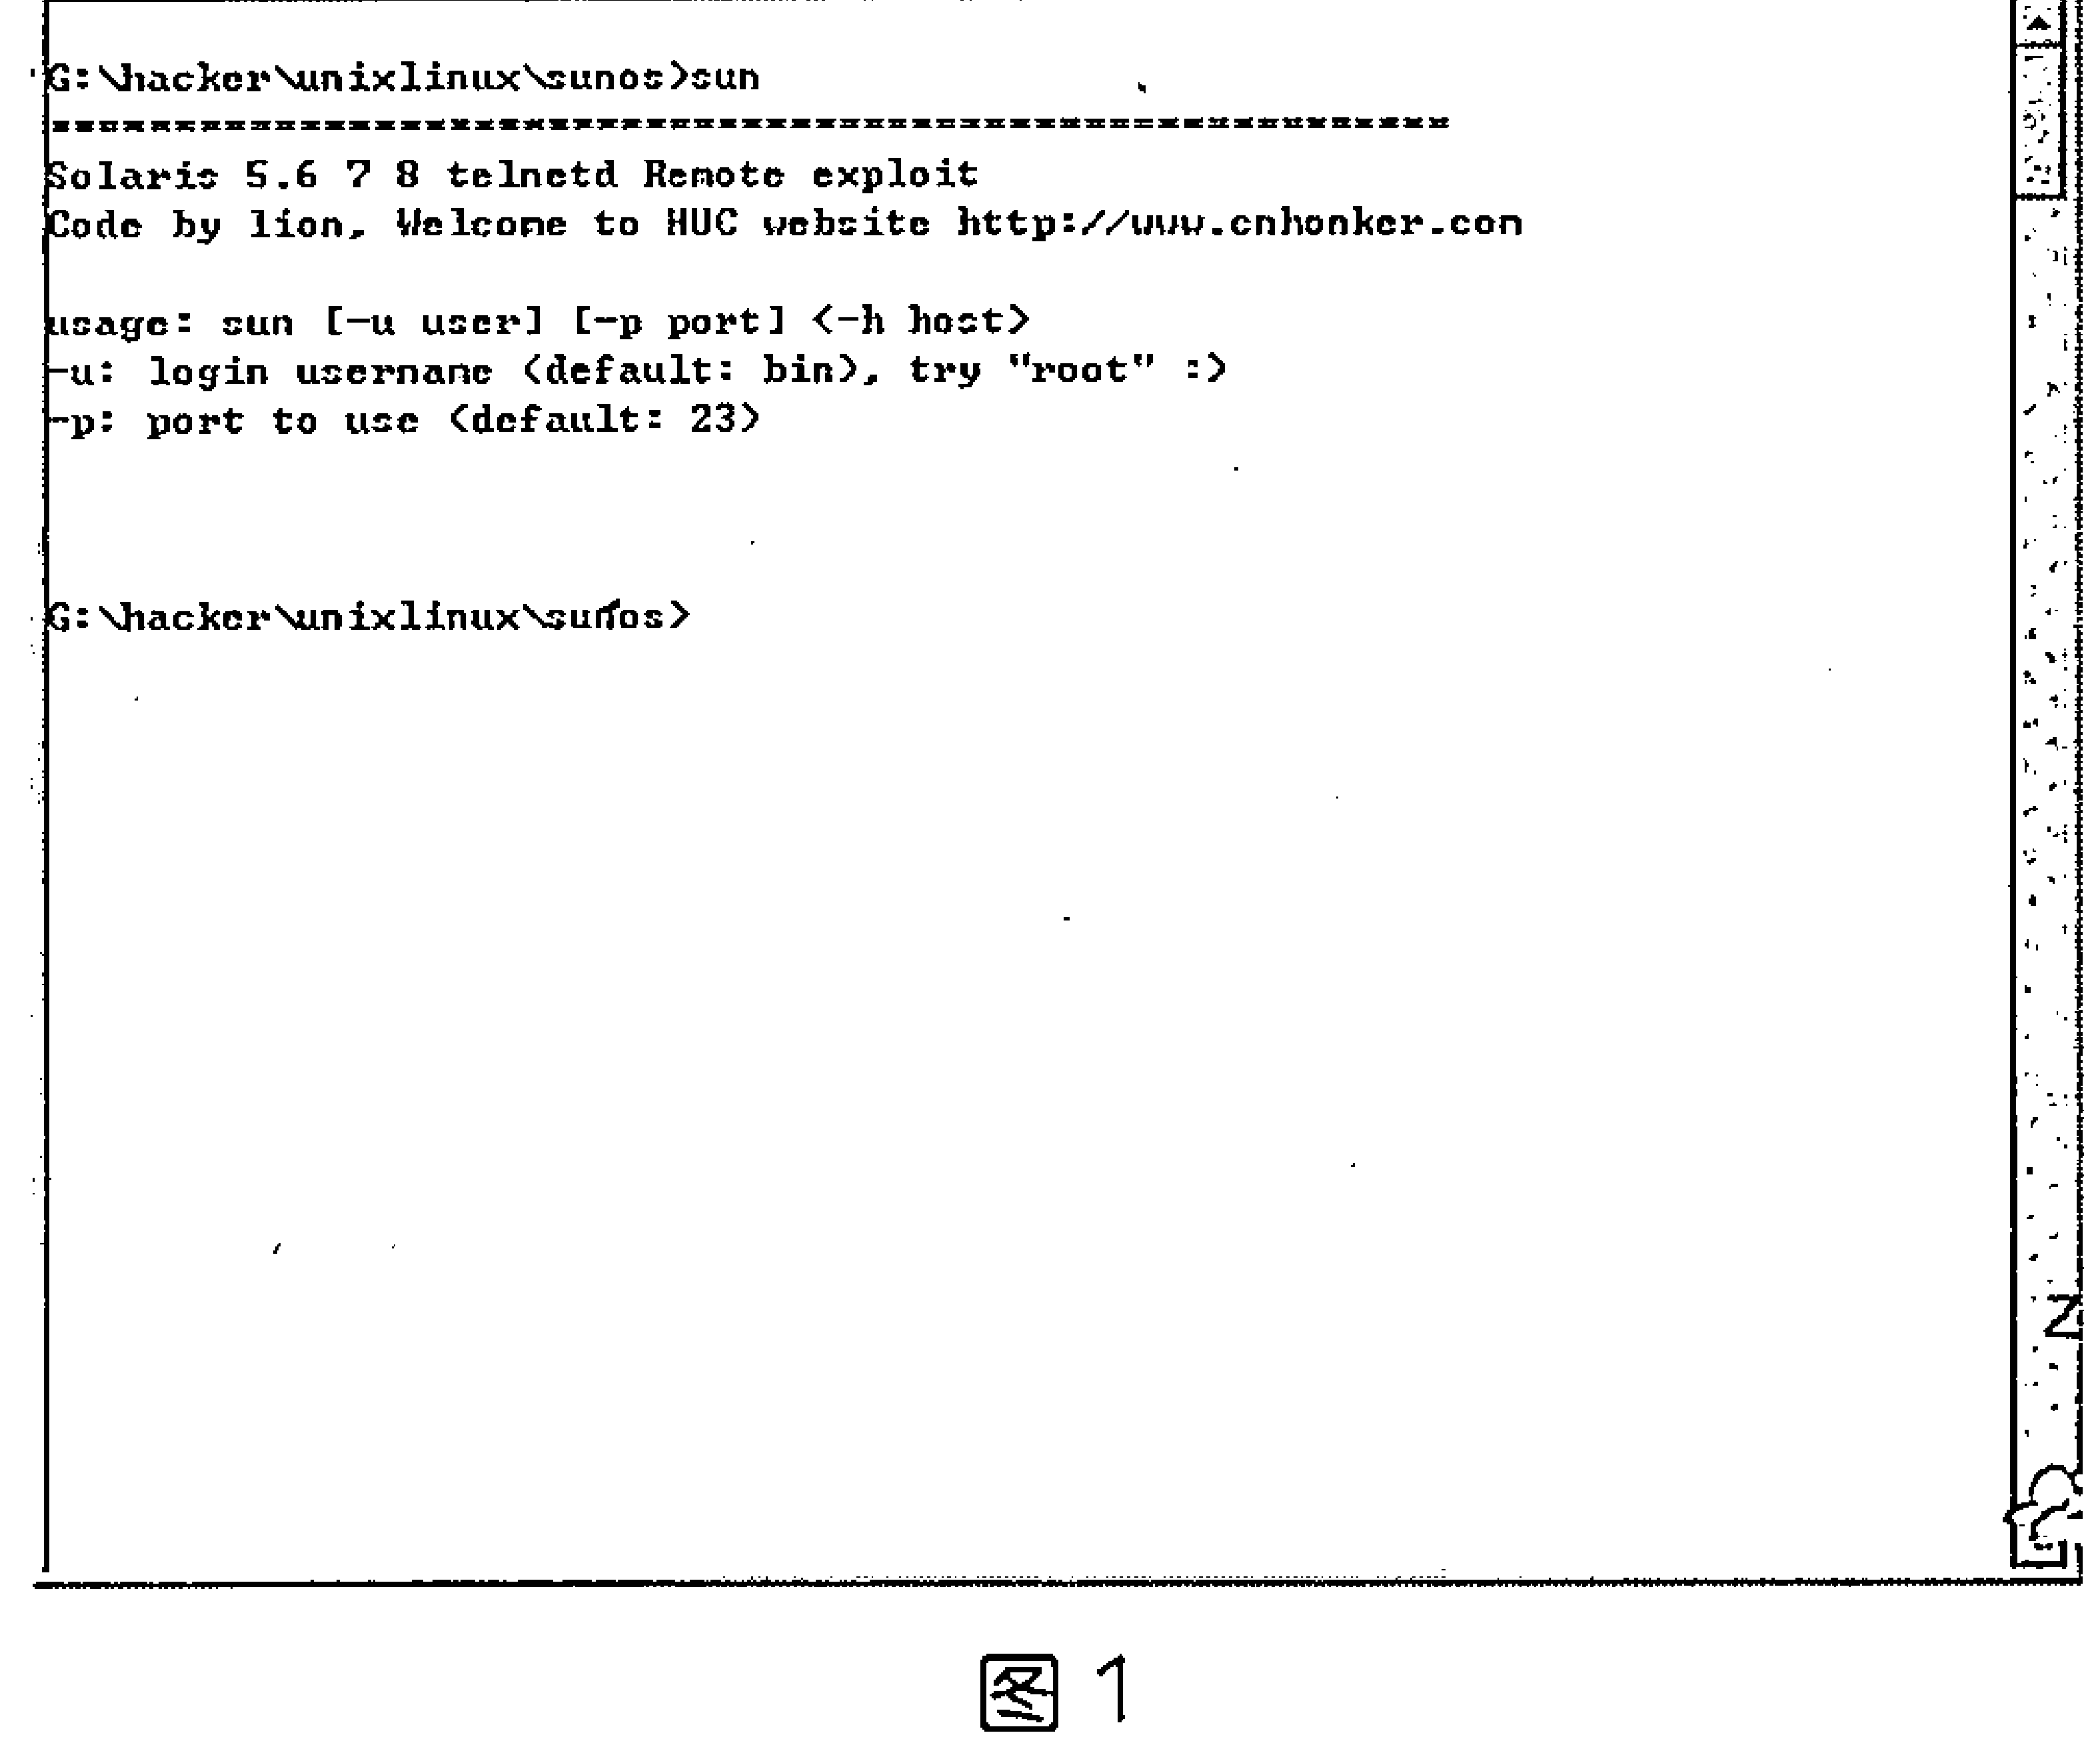 G:\hacker\unixlinux\sunos>sun
=========================================================
Solaris 5.6 7 8 telnetd Remote exploit
Code by lion, Welcome to HUC website http://www.cnhonker.com
usage: sun [-u user] [-p port] <-h host>
-u: login username (default: bin), try "root" :)
-p: port to use (default: 23)
G:\hacker\unixlinux\sunos>
图 1